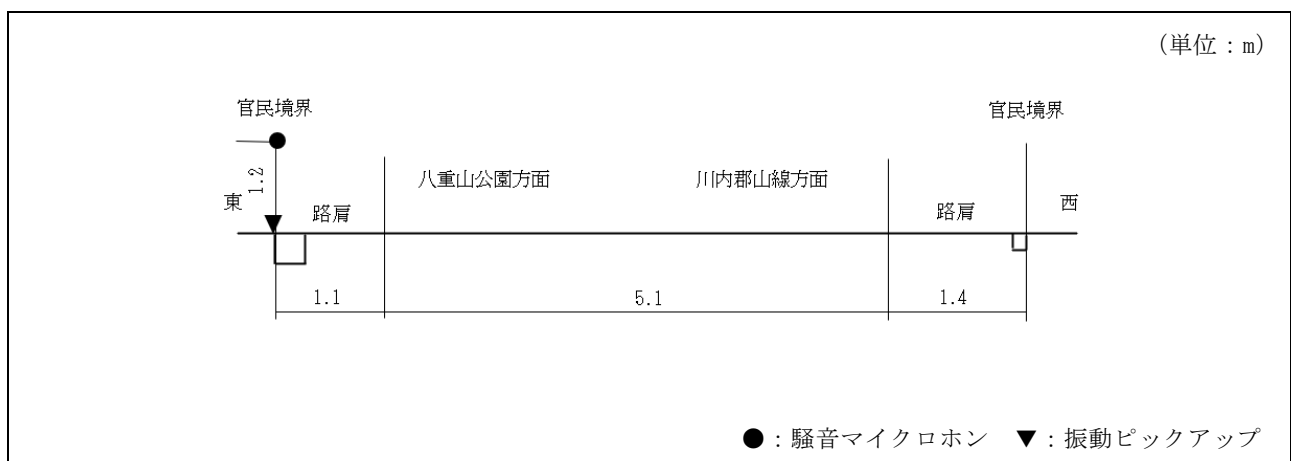 (単位：m)
官民境界
官民境界
1.2
八重山公園方面
川内郡山線方面
東
路肩
路肩
西
1.1
5.1
1.4
●：騒音マイクロホン ▼：振動ピックアップ